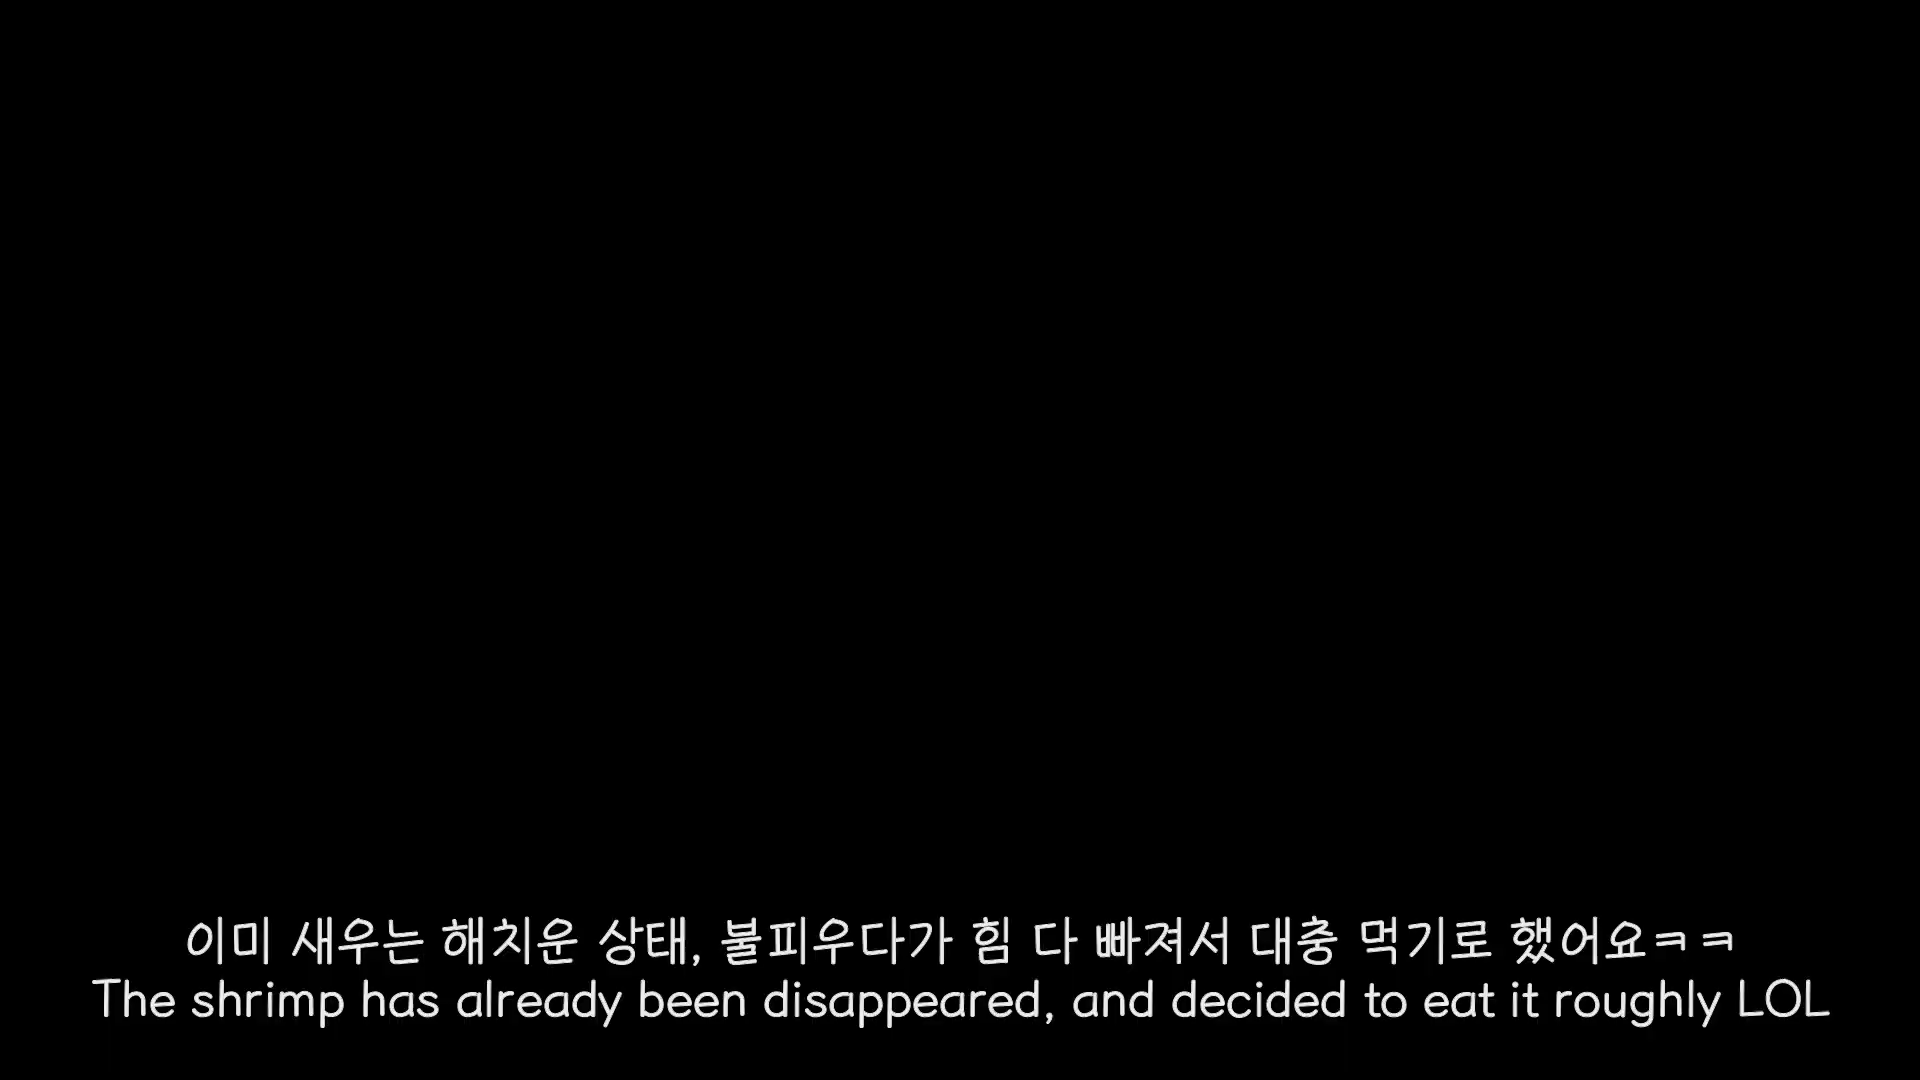 이미 새우는 해치운 상태, 불피우다가 힘 다 빠져서 대충 먹기로 했어요ㅋㅋ
The shrimp has already been disappeared, and decided to eat it roughly LOL